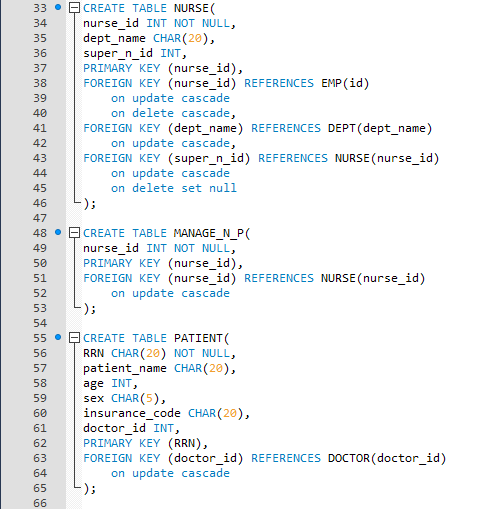 33 CREATE TABLE NURSE(
34 nurse_id INT NOT NULL,
35 dept_name CHAR(20),
36 super_n_id INT,
37 PRIMARY KEY (nurse_id),
38 FOREIGN KEY (nurse_id) REFERENCES EMP(id)
39     on update cascade
40     on delete cascade,
41 FOREIGN KEY (dept_name) REFERENCES DEPT(dept_name)
42     on update cascade,
43 FOREIGN KEY (super_n_id) REFERENCES NURSE(nurse_id)
44     on update cascade
45     on delete set null
46 );
47
48 CREATE TABLE MANAGE_N_P(
49 nurse_id INT NOT NULL,
50 PRIMARY KEY (nurse_id),
51 FOREIGN KEY (nurse_id) REFERENCES NURSE(nurse_id)
52     on update cascade
53 );
54
55 CREATE TABLE PATIENT(
56 RRN CHAR(20) NOT NULL,
57 patient_name CHAR(20),
58 age INT,
59 sex CHAR(5),
60 insurance_code CHAR(20),
61 doctor_id INT,
62 PRIMARY KEY (RRN),
63 FOREIGN KEY (doctor_id) REFERENCES DOCTOR(doctor_id)
64     on update cascade
65 );
66